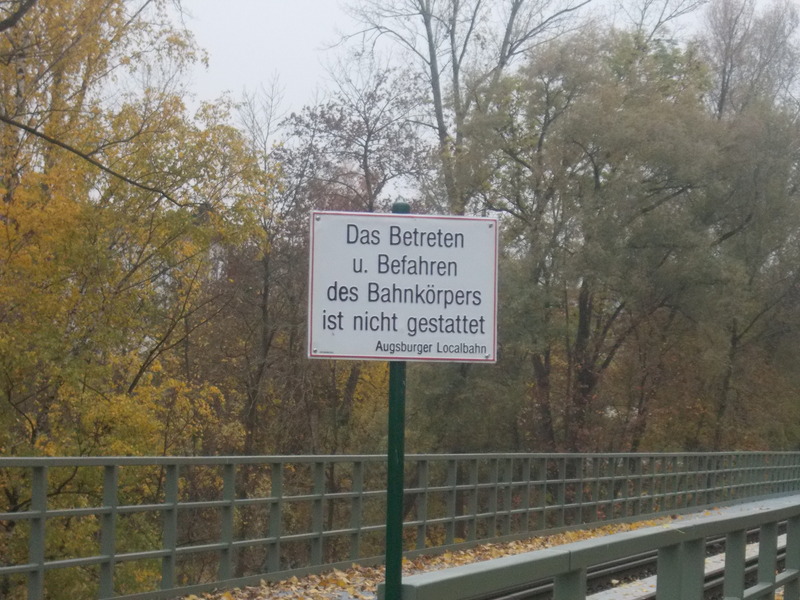 Das Betreten
u. Befahren
des Bahnkörpers
ist nicht gestattet
Augsburger Localbahn